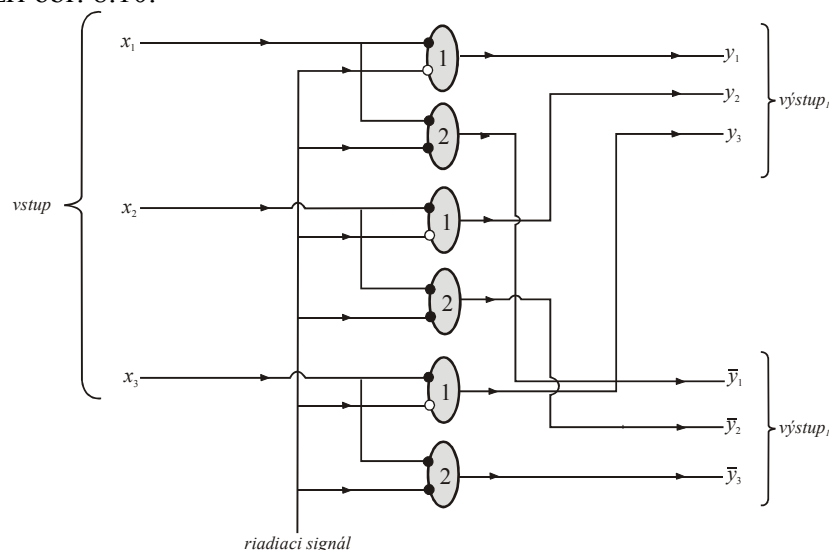 x₁
1
y₁
y₂
výstup₁
2
y₃
vstup
x₂
1
2
x₃
1
ȳ₁
ȳ₂
výstup₁
2
ȳ₃
riadiaci signál